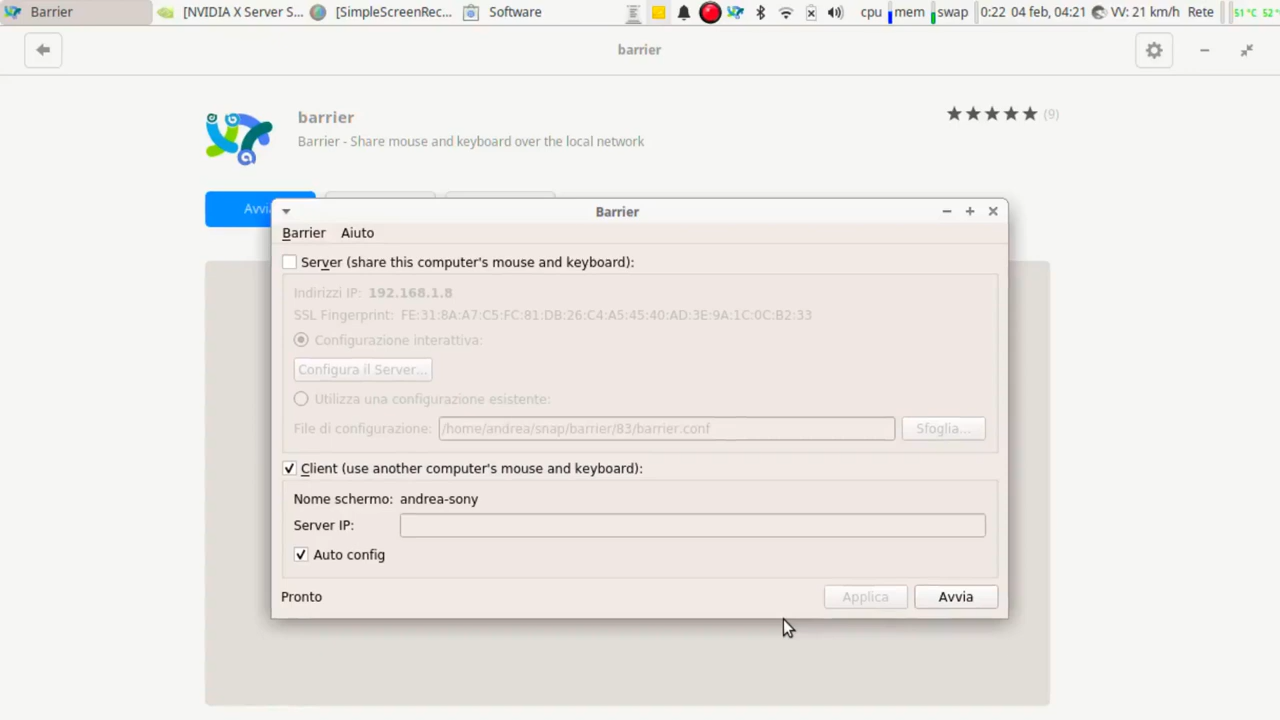 Barrier [NVIDIA X Server S... [SimpleScreenRec... Software cpu mem swap 0:22 04 feb, 04:21 VV: 21 km/h Rete 51°C 52°
barrier
barrier
(9)
Barrier - Share mouse and keyboard over the local network
Avvia
Barrier
Barrier Aiuto
Server (share this computer's mouse and keyboard):
Indirizzi IP: 192.168.1.8
SSL Fingerprint: FE:31:8A:A7:C5:FC:81:DB:26:C4:A5:45:40:AD:3E:9A:1C:0C:B2:33
Configurazione interattiva:
Configura il Server...
Utilizza una configurazione esistente:
File di configurazione: /home/andrea/snap/barrier/83/barrier.conf Sfoglia...
Client (use another computer's mouse and keyboard):
Nome schermo: andrea-sony
Server IP:
Auto config
Pronto Applica Avvia